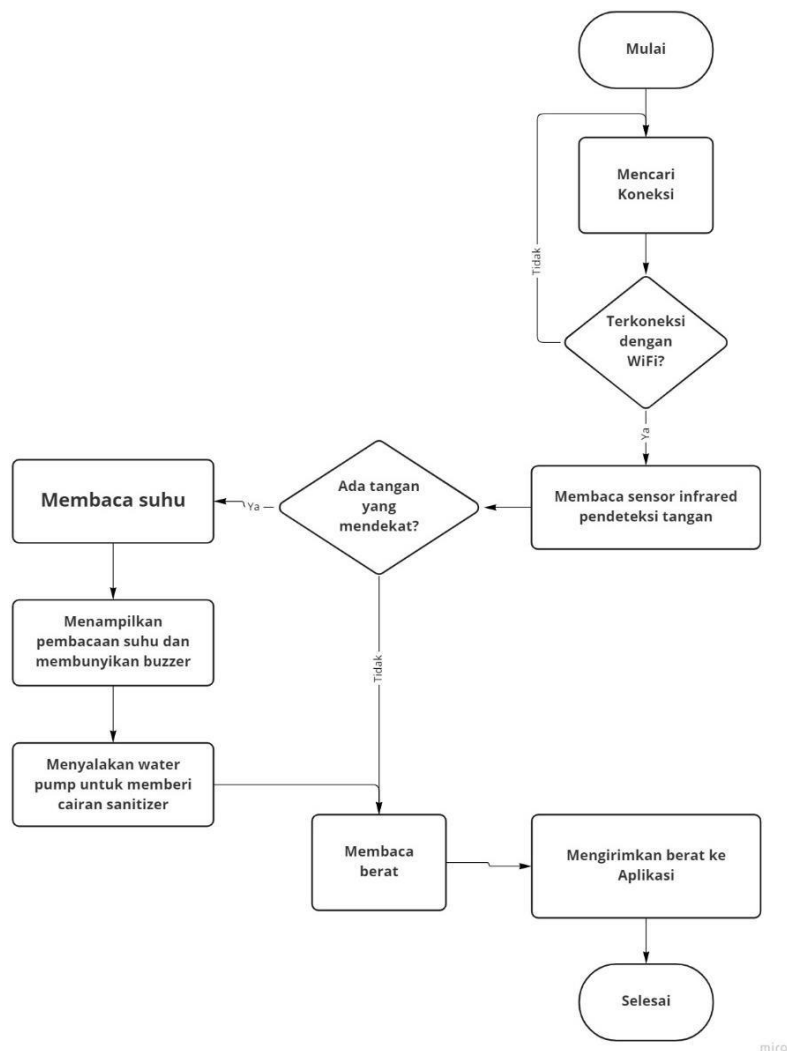 Mulai
Mencari
Koneksi
Tidak
Terkoneksi
dengan
WiFi?
Ya
Membaca sensor infrared
pendeteksi tangan
Ada tangan
yang
mendekat?
Ya
Membaca suhu
Menampilkan
pembacaan suhu dan
membunyikan buzzer
Tidak
Menyalakan water
pump untuk memberi
cairan sanitizer
Membaca
berat
Mengirimkan berat ke
Aplikasi
Selesai
miro